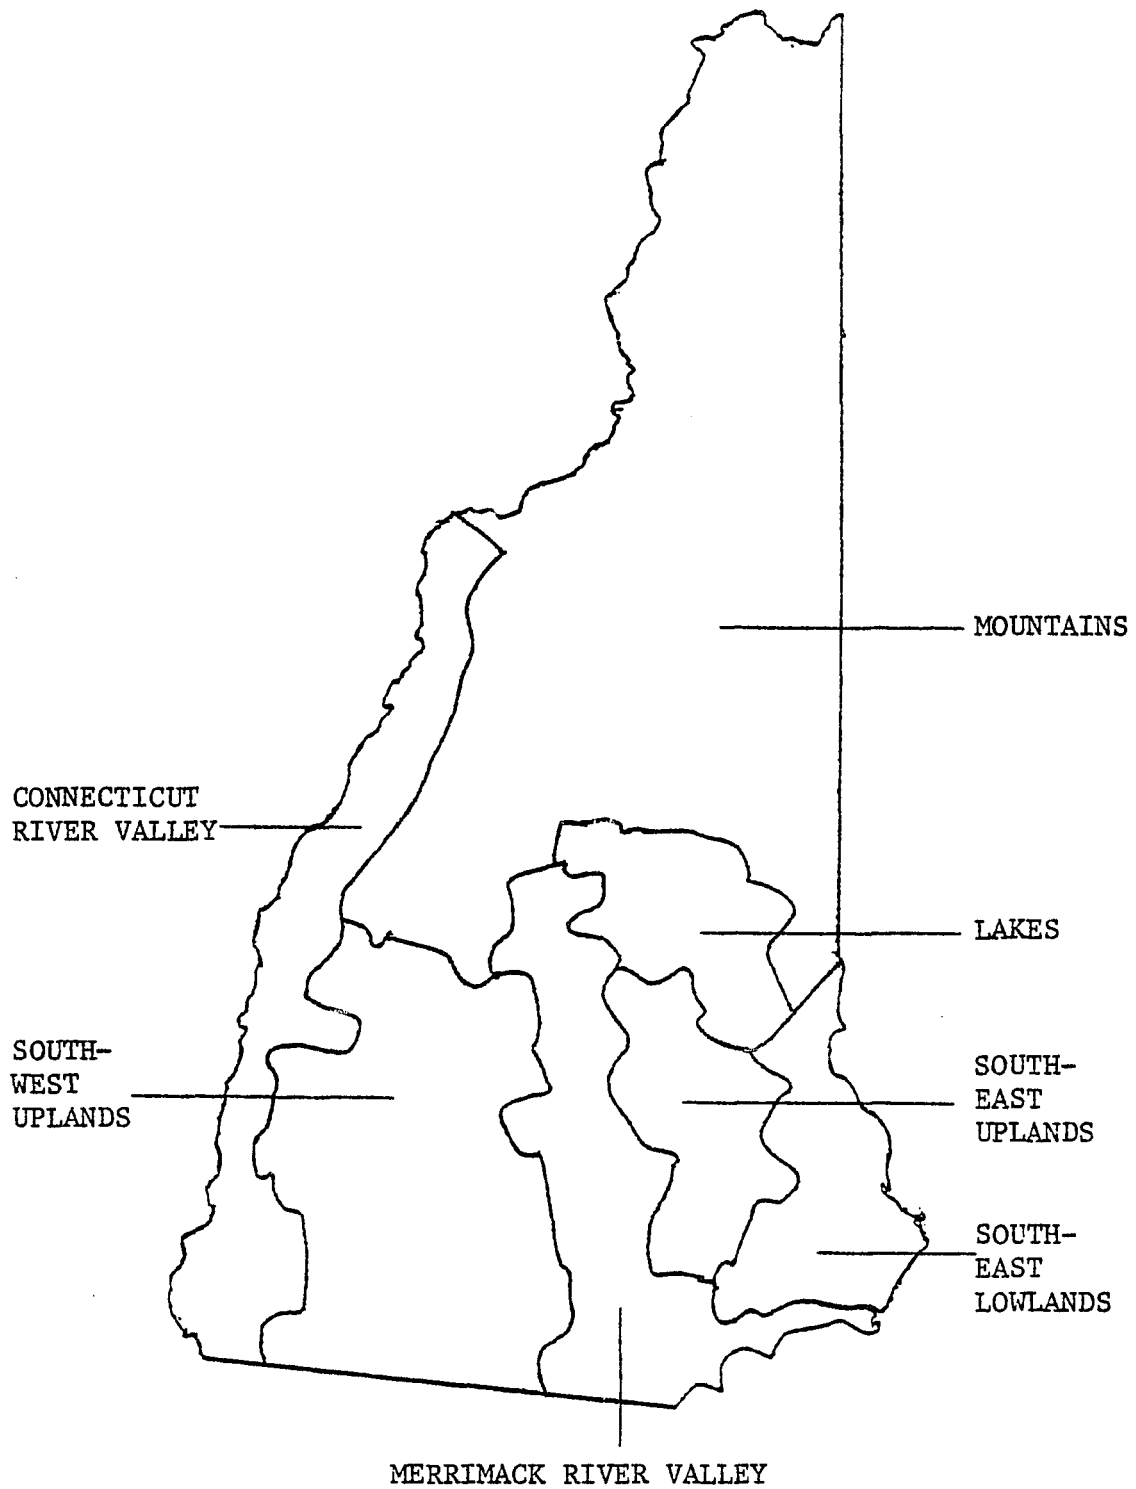 MOUNTAINS
CONNECTICUT
RIVER VALLEY
LAKES
SOUTH-
WEST
UPLANDS
SOUTH-
EAST
UPLANDS
SOUTH-
EAST
LOWLANDS
MERRIMACK RIVER VALLEY